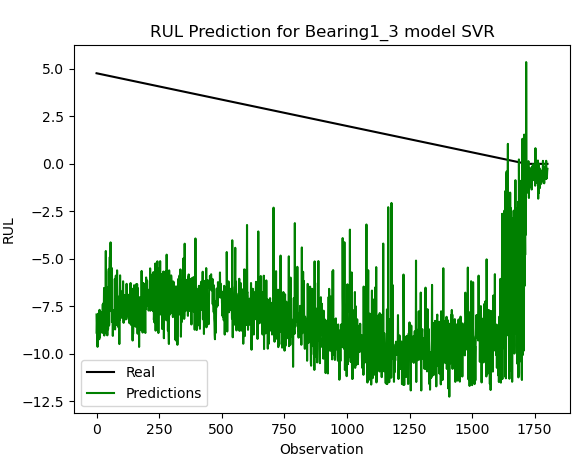 RUL Prediction for Bearing1_3 model SVR
5.0
2.5
0.0
−2.5
−5.0
−7.5
−10.0
−12.5
RUL
Real
Predictions
0 250 500 750 1000 1250 1500 1750
Observation